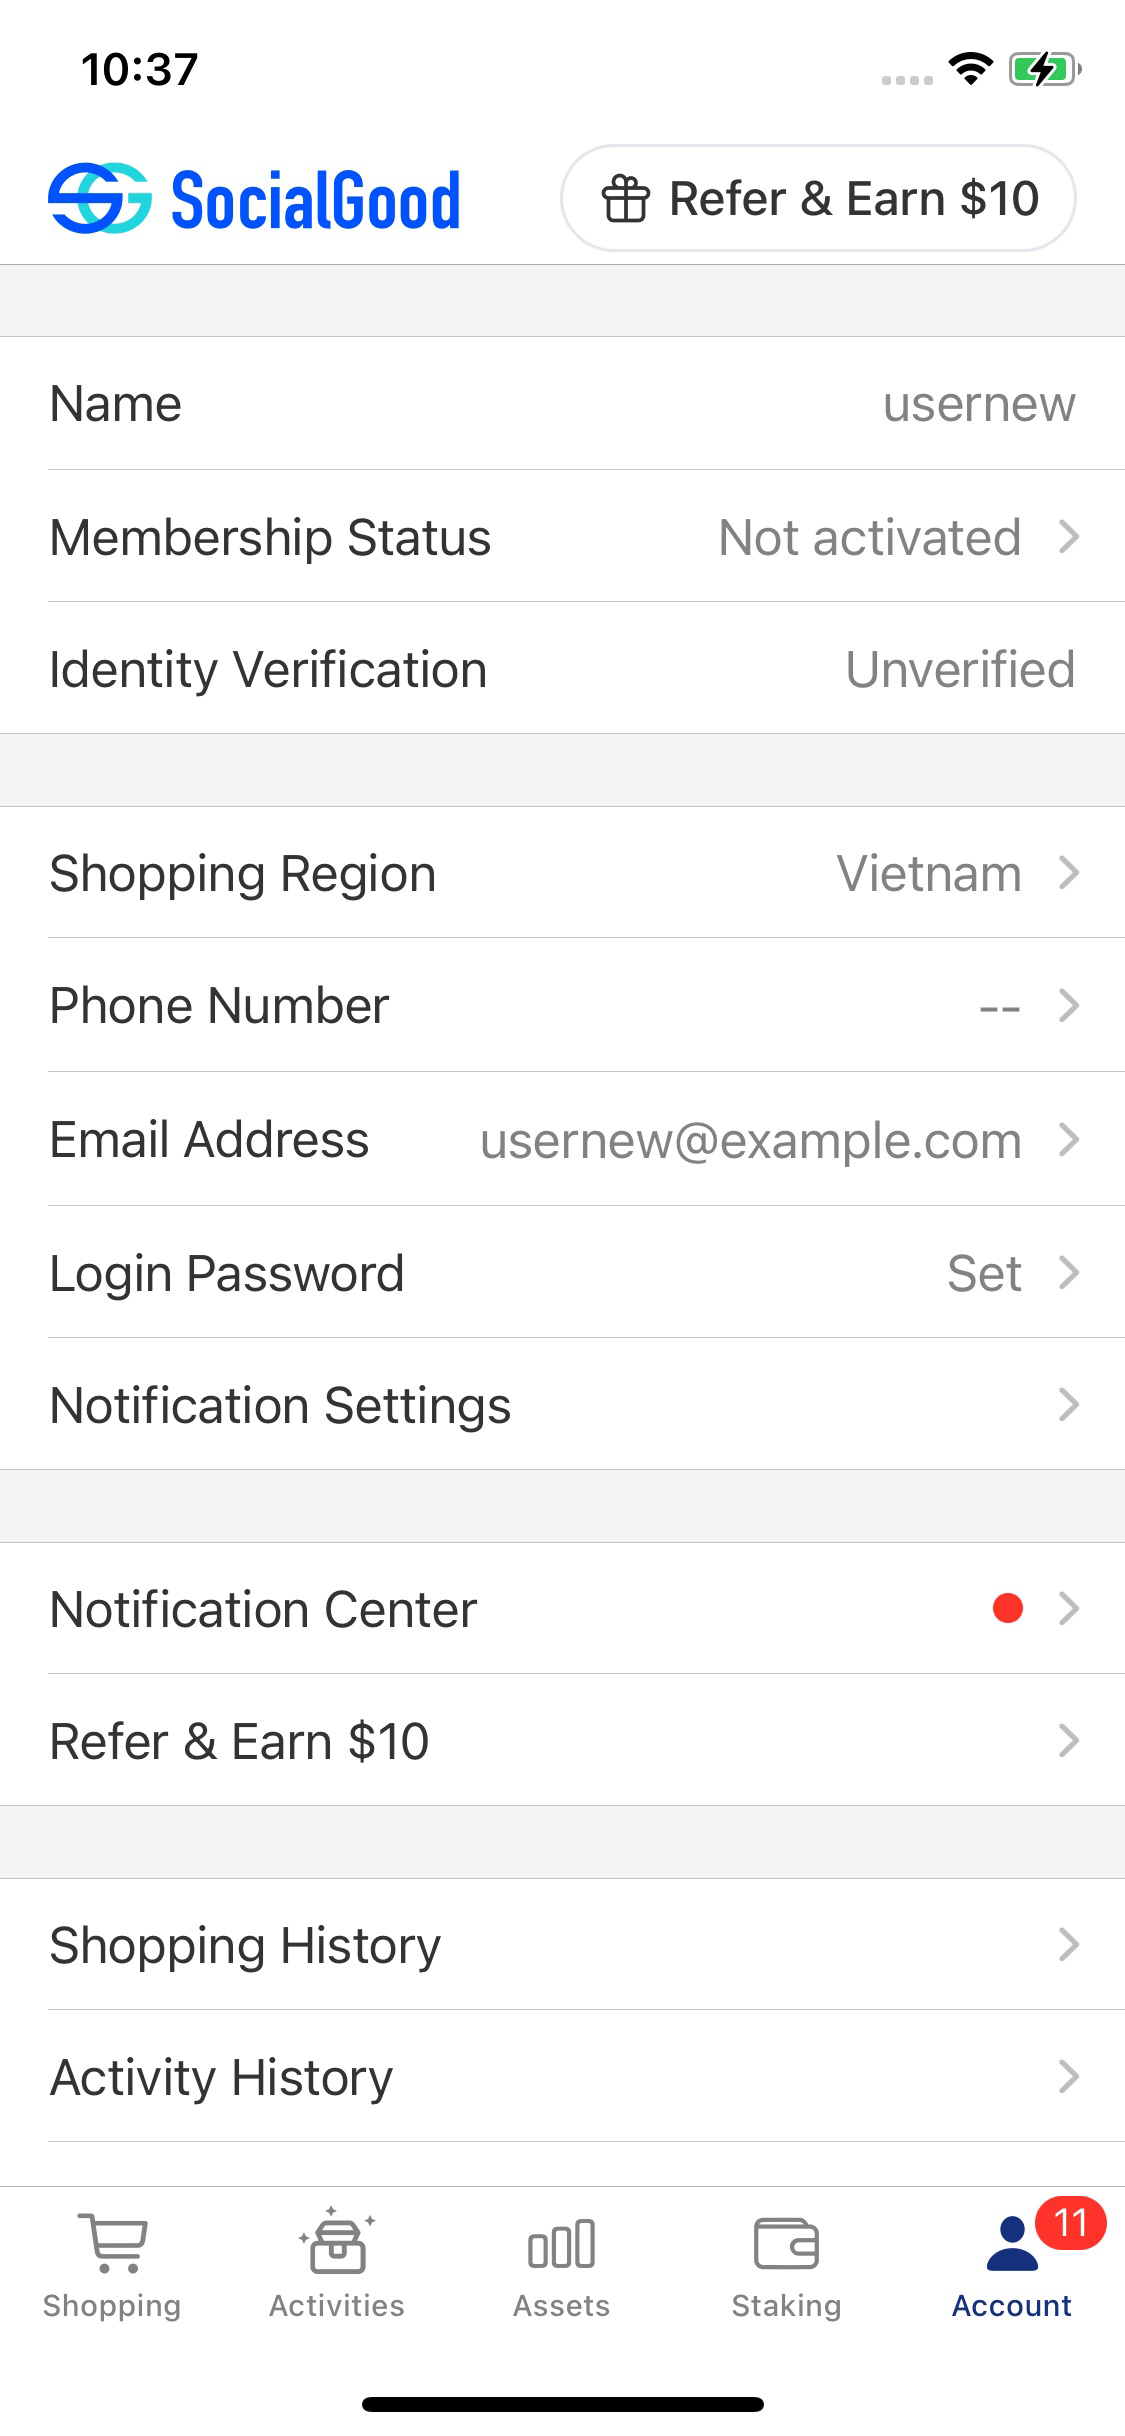 10:37
SocialGood
Refer & Earn $10
Name usernew
Membership Status Not activated
Identity Verification Unverified
Shopping Region Vietnam
Phone Number --
Email Address usernew@example.com
Login Password Set
Notification Settings
Notification Center
Refer & Earn $10
Shopping History
Activity History
11
Shopping Activities Assets Staking Account